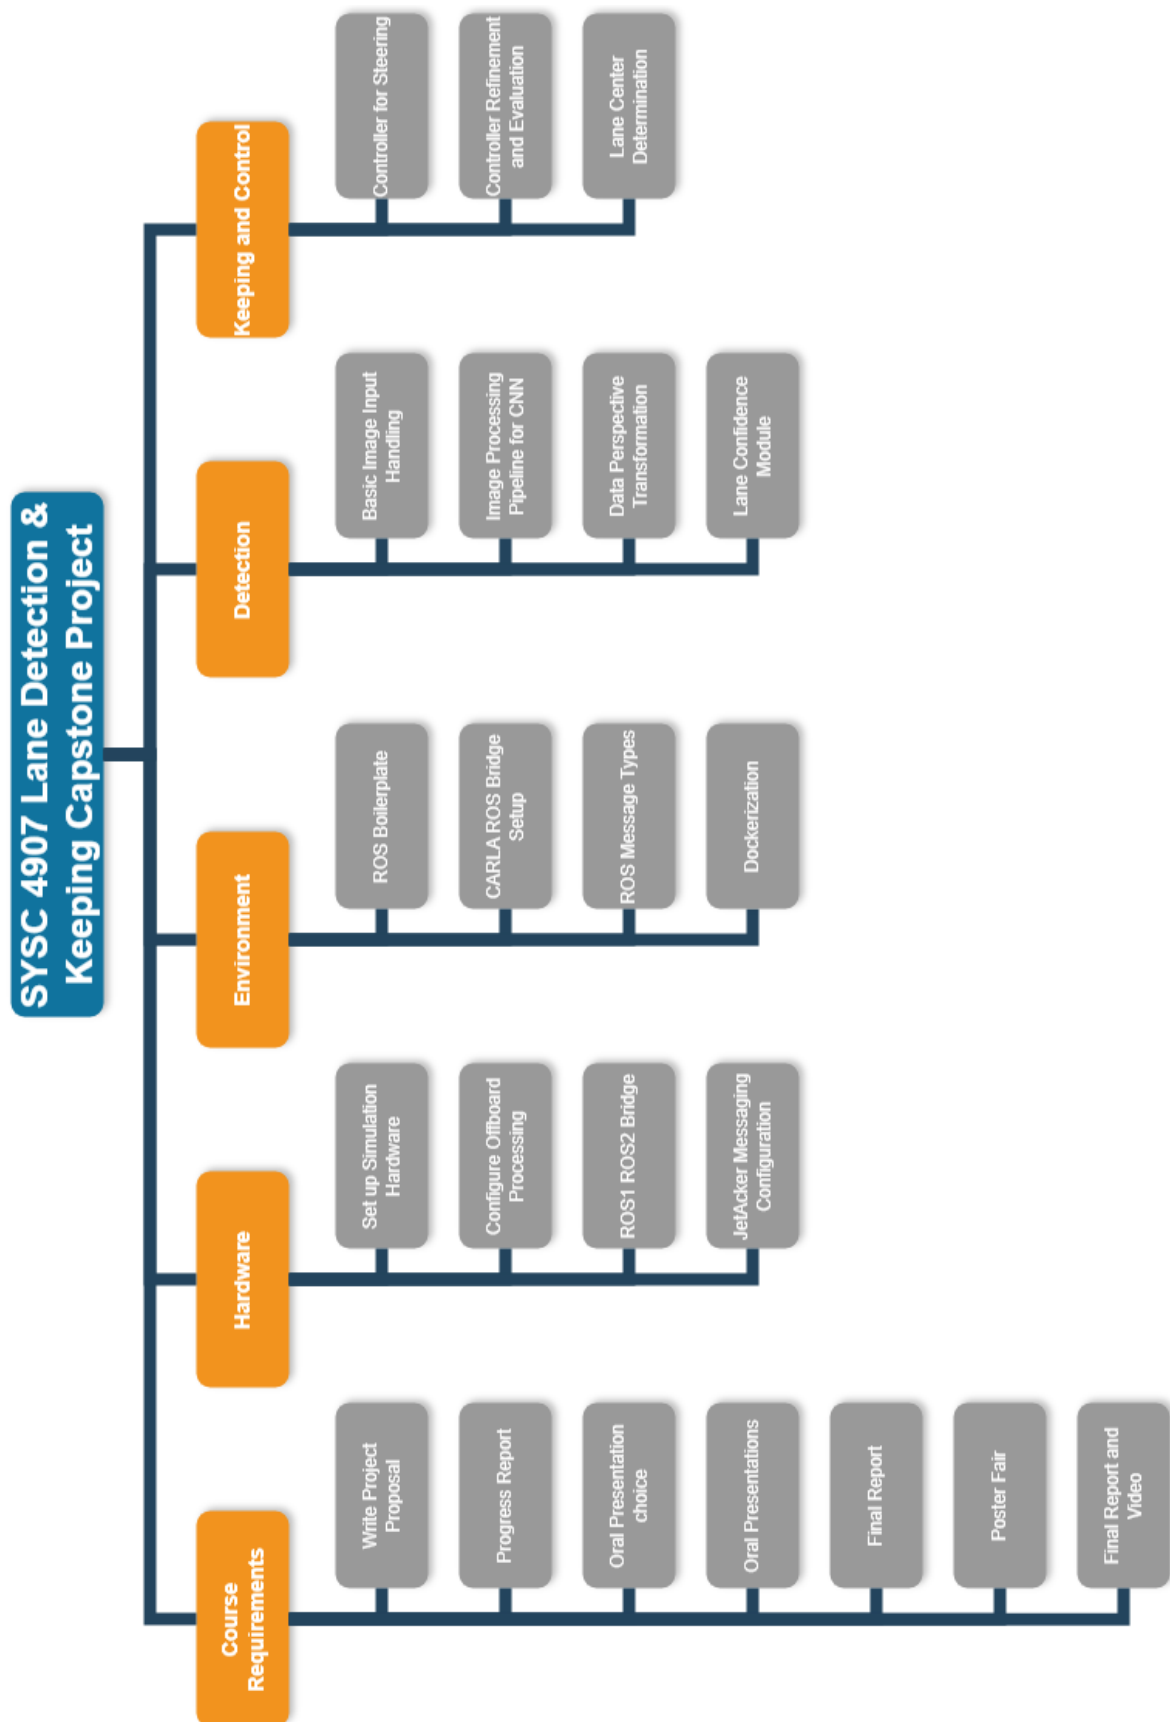 SYSC 4907 Lane Detection &
Keeping Capstone Project
Course
Requirements
Write Project
Proposal
Progress Report
Oral Presentation
choice
Oral Presentations
Final Report
Poster Fair
Final Report and
Video
Hardware
Set up Simulation
Hardware
Configure Offboard
Processing
ROS1 ROS2 Bridge
JetAcker Messaging
Configuration
Environment
ROS Boilerplate
CARLA ROS Bridge
Setup
ROS Message Types
Dockerization
Detection
Basic Image Input
Handling
Image Processing
Pipeline for CNN
Data Perspective
Transformation
Lane Confidence
Module
Keeping and Control
Controller for Steering
Controller Refinement
and Evaluation
Lane Center
Determination